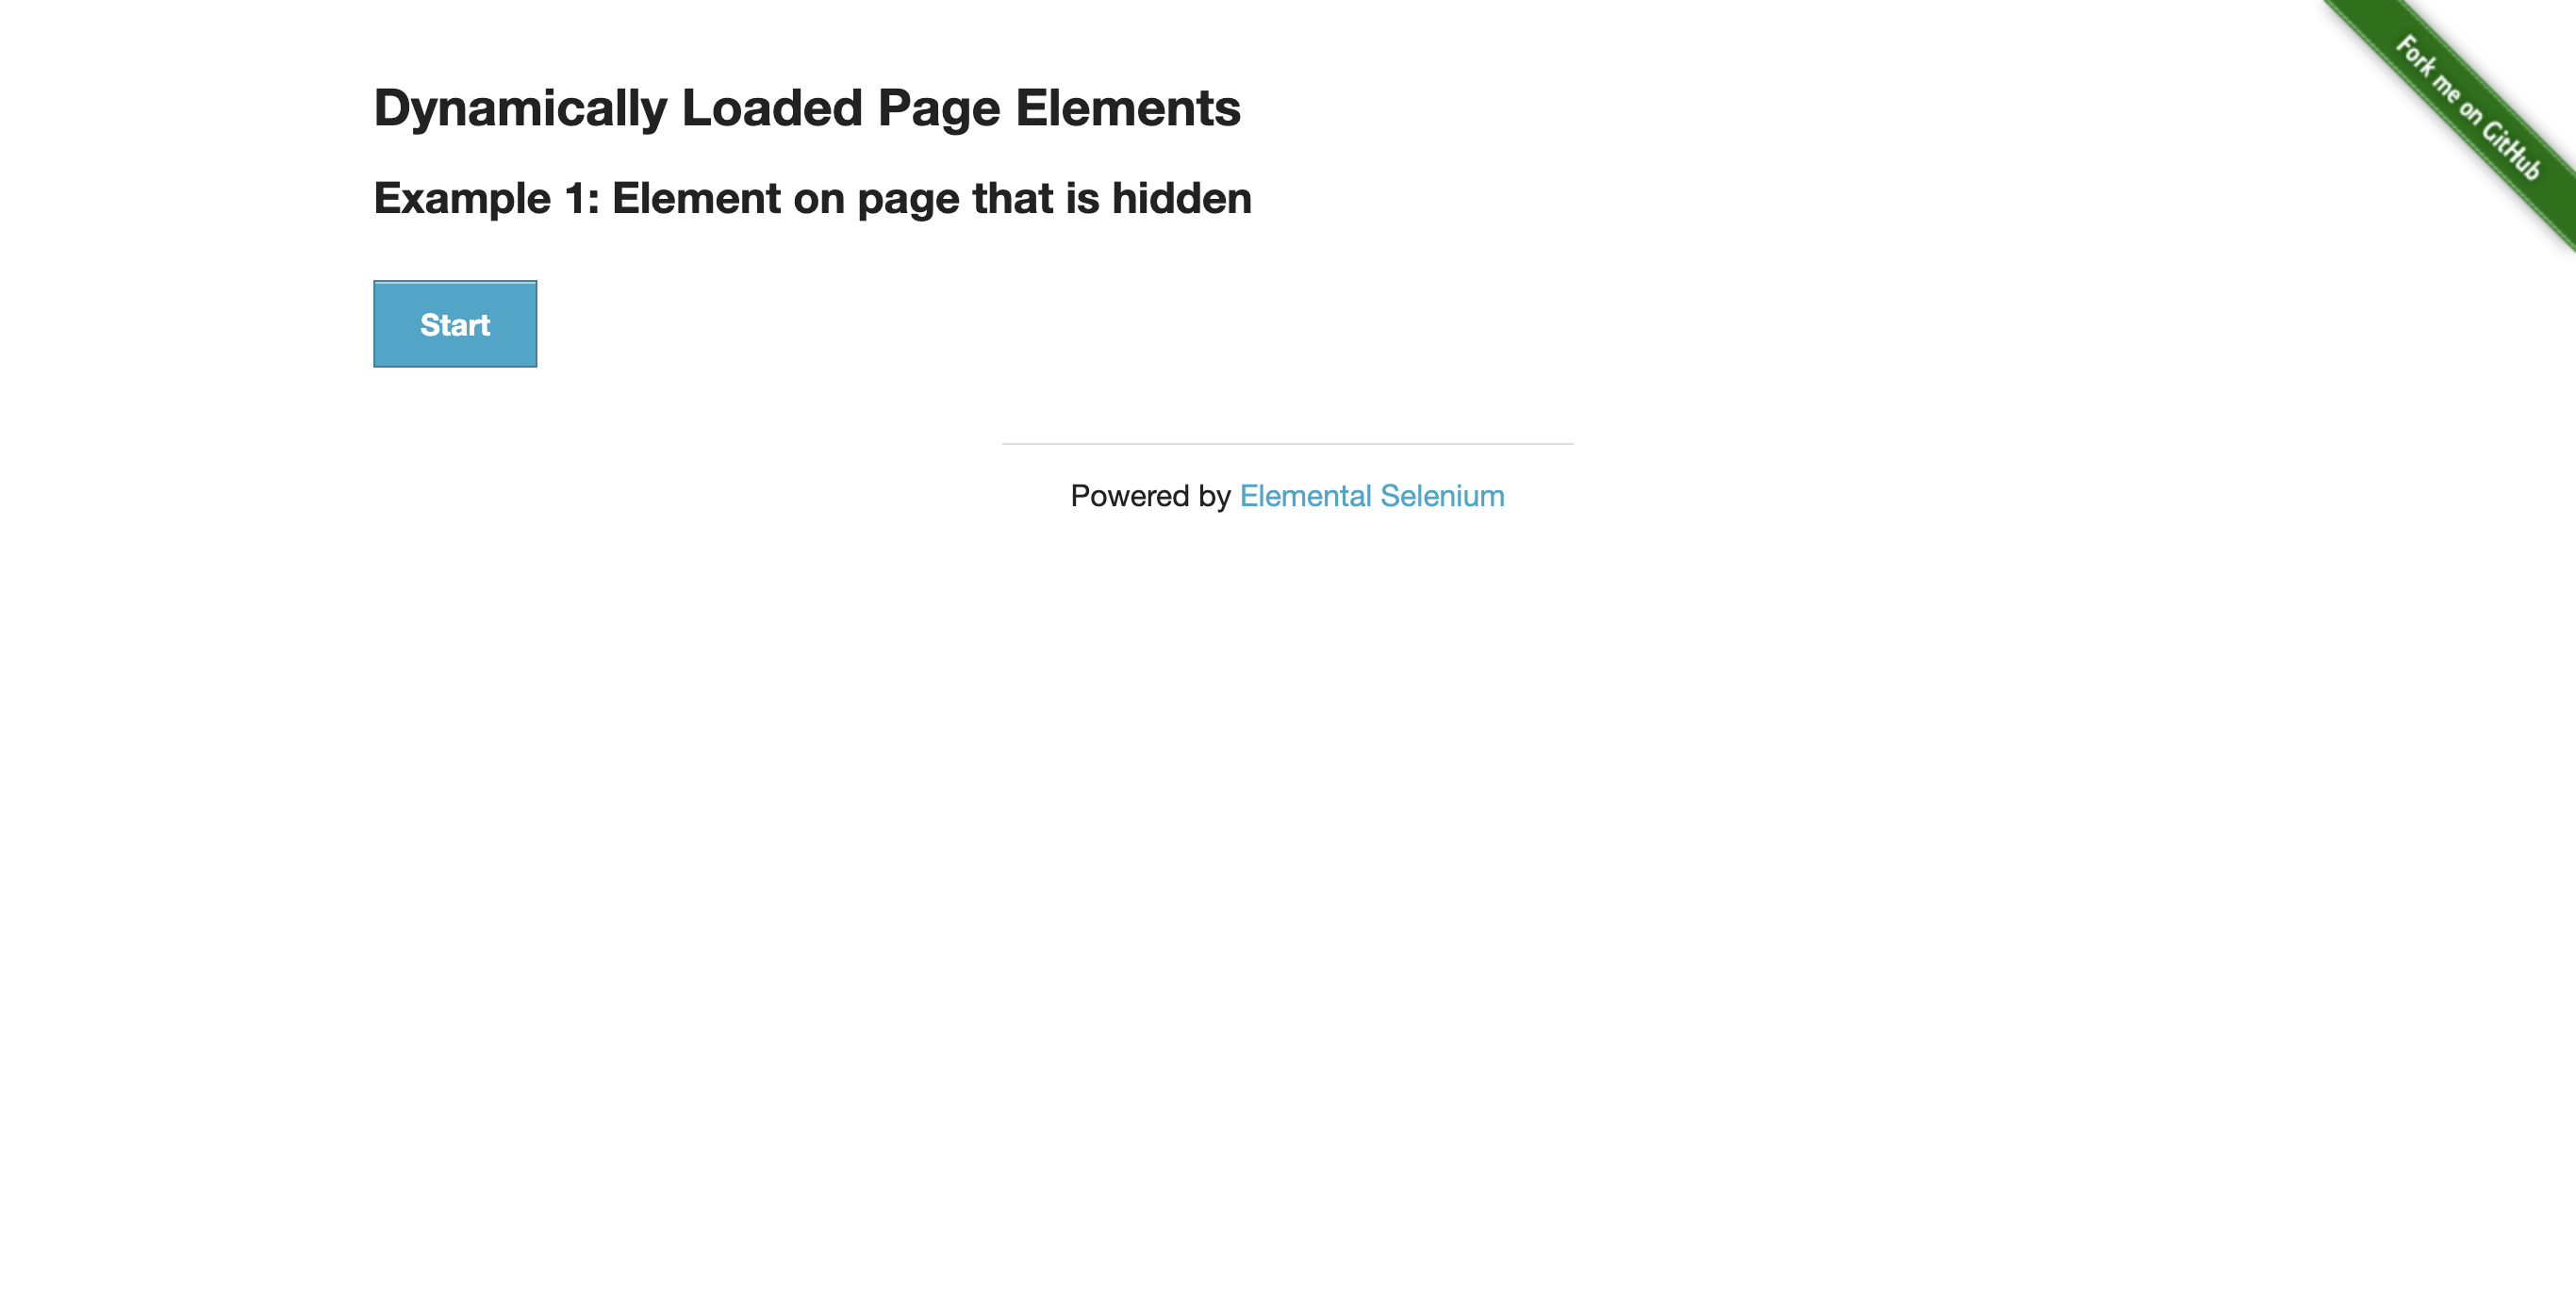 Fork me on GitHub
Dynamically Loaded Page Elements
Example 1: Element on page that is hidden
Start
Powered by Elemental Selenium